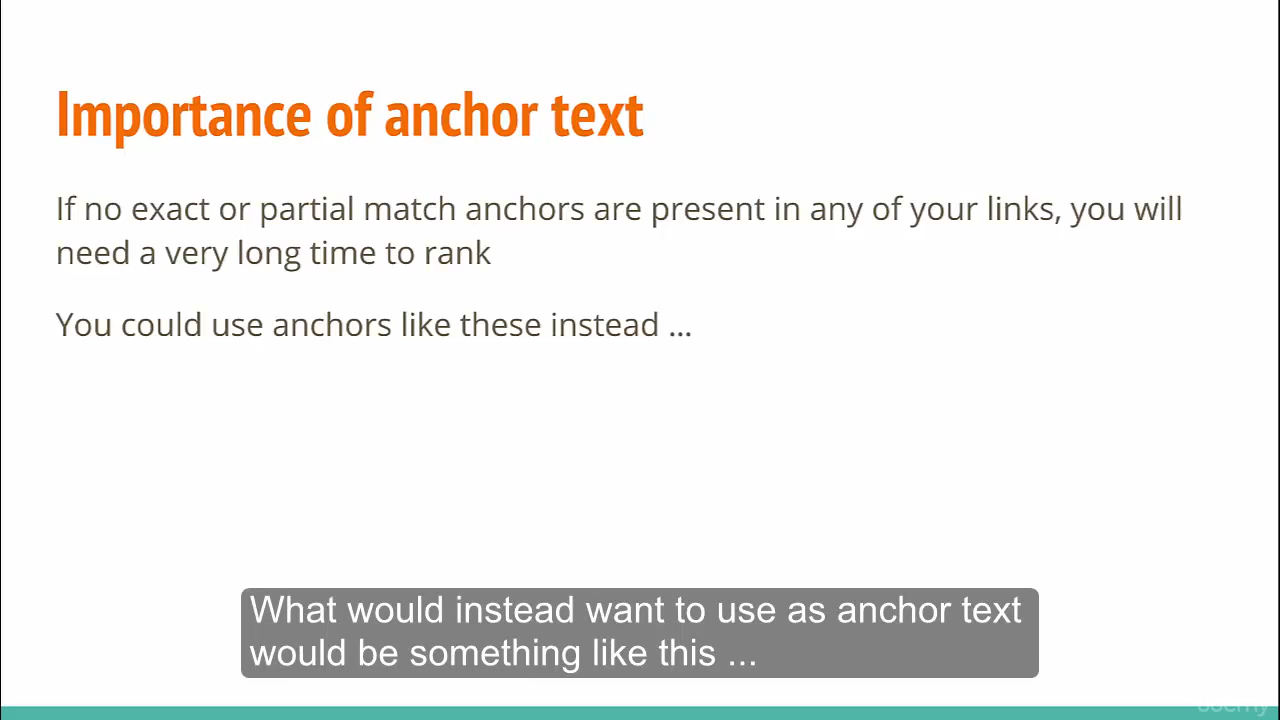 Importance of anchor text
If no exact or partial match anchors are present in any of your links, you will
need a very long time to rank
You could use anchors like these instead ...
What would instead want to use as anchor text
would be something like this ...